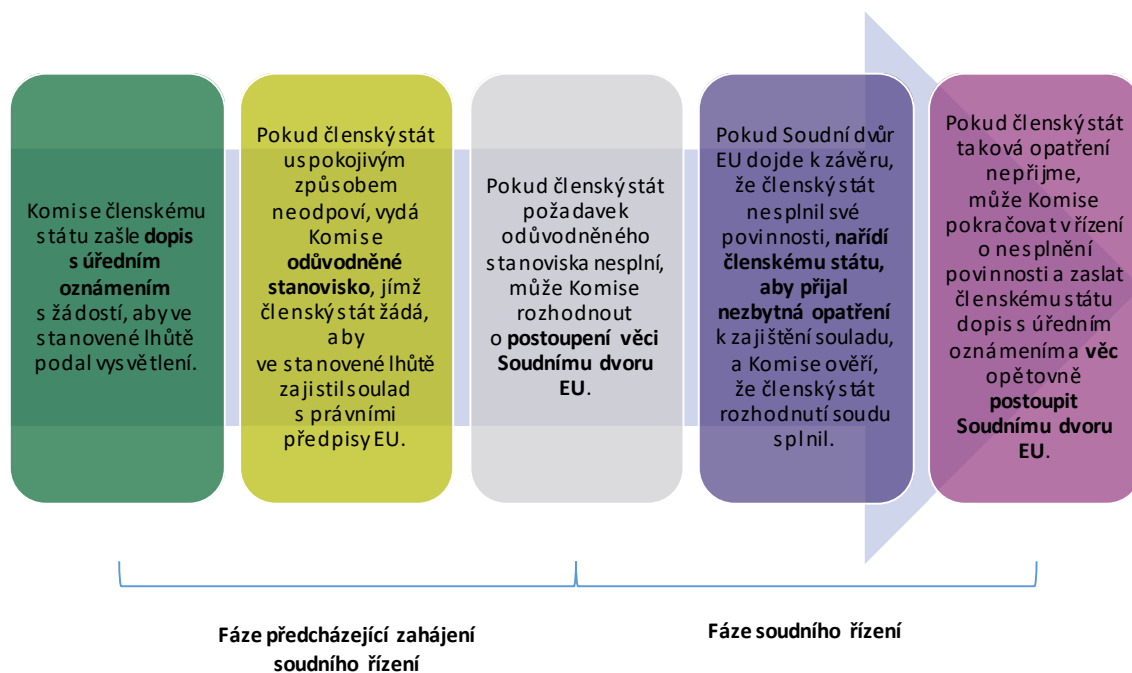 Komise členskému
státu zašle dopis
s úředním
oznámením
s žádostí, aby ve
stanovené lhůtě
podal vysvětlení.
Pokud členský stát
uspokojivým
způsobem
neodpoví, vydá
Komise
odůvodněné
stanovisko, jímž
členský stát žádá,
aby
ve stanovené lhůtě
zajistil soulad
s právními
předpisy EU.
Pokud členský stát
požadavek
odůvodněného
stanoviska nesplní,
může Komise
rozhodnout
o postoupení věci
Soudnímu dvoru
EU.
Pokud Soudní dvůr
EU dojde k závěru,
že členský stát
nesplnil své
povinnosti, nařídí
členskému státu,
aby přijal
nezbytná opatření
k zajištění souladu,
a Komise ověří,
že členský stát
rozhodnutí soudu
splnil.
Pokud členský stát
taková opatření
nepřijme,
může Komise
pokračovat v řízení
o nesplnění
povinnosti a zaslat
členskému státu
dopis s úředním
oznámením a věc
opětovně
postoupit
Soudnímu dvoru
EU.
Fáze předcházející zahájení
soudního řízení
Fáze soudního řízení